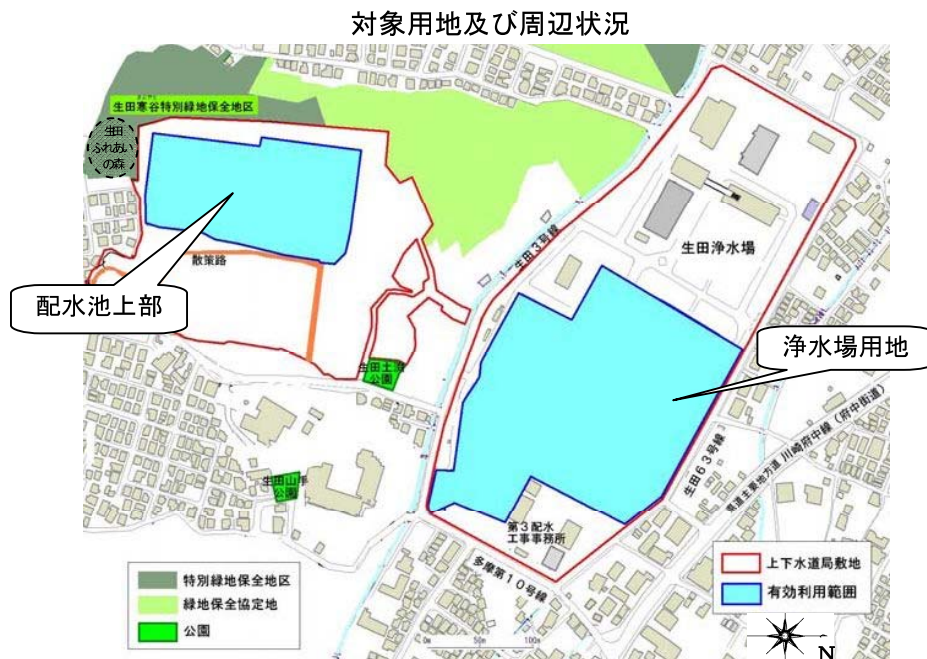 対象用地及び周辺状況
生田寒谷特別緑地保全地区
生田
ふれあい
の森
生田3号線
生田浄水場
散策路
配水池上部
浄水場用地
生田土渕
公園
生田山手
公園
生田63号線
県道主要地方道 川崎府中線（府中街道）
第3配水
工事事務所
多摩第10号線
特別緑地保全地区
緑地保全協定地
公園
上下水道局敷地
有効利用範囲
0m 50m 100m
N